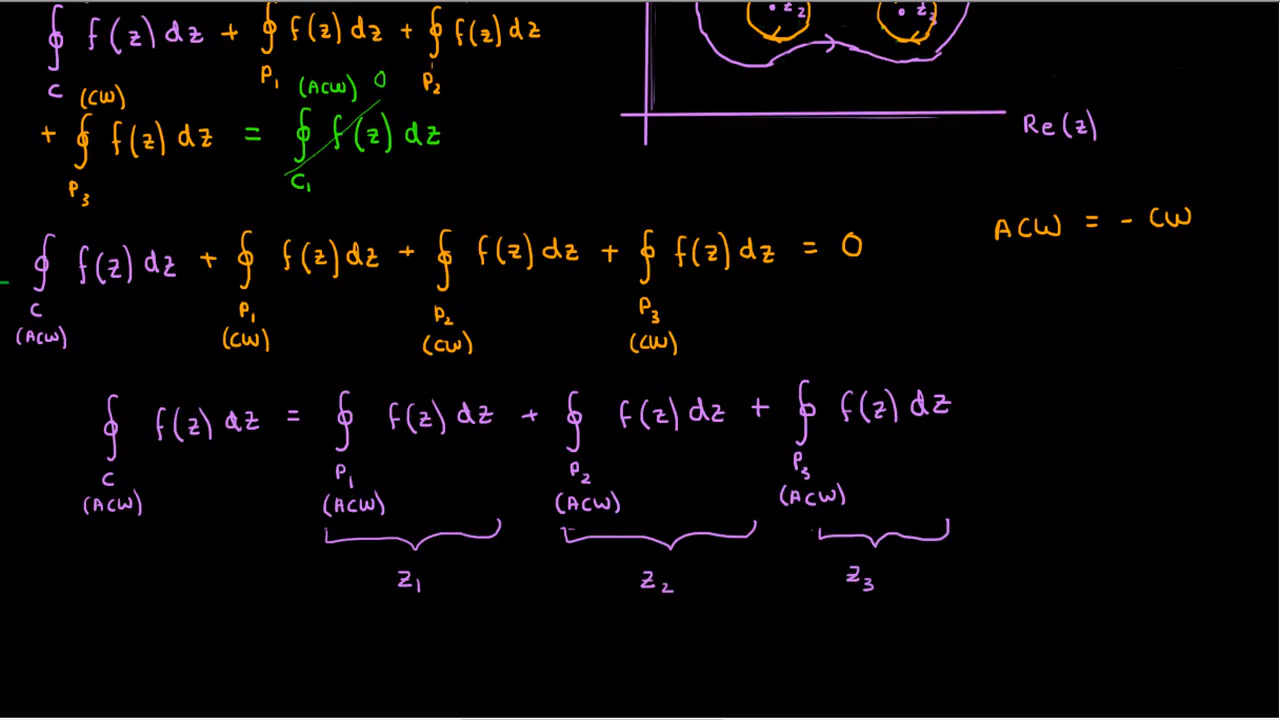 ∮ f(z) dz + ∮ f(z) dz + ∮ f(z) dz
C P₁ P₂
z₂ z₃
(CW) (ACW) 0
+ ∮ f(z) dz = ∮ f(z) dz
P₃ C₁
Re(z)
ACW = - CW
∮ f(z) dz + ∮ f(z) dz + ∮ f(z) dz + ∮ f(z) dz = 0
C P₁ P₂ P₃
(ACW) (CW) (CW) (CW)
∮ f(z) dz = ∮ f(z) dz + ∮ f(z) dz + ∮ f(z) dz
C P₁ P₂ P₃
(ACW) (ACW) (ACW) (ACW)
z₁ z₂ z₃